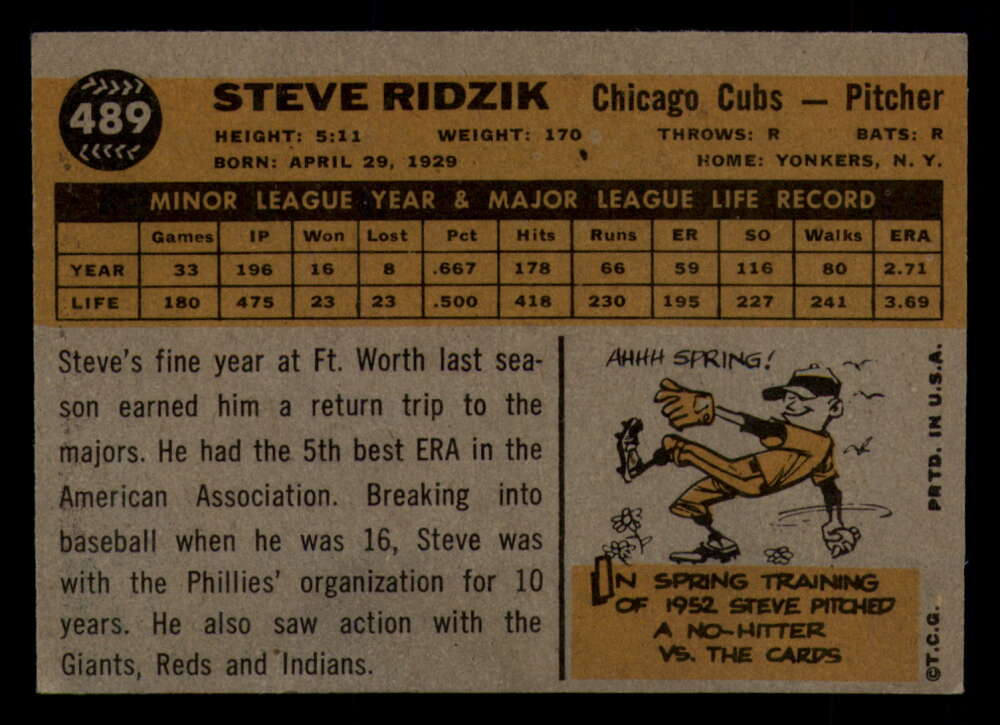 489
STEVE RIDZIK Chicago Cubs — Pitcher
HEIGHT: 5:11 WEIGHT: 170 THROWS: R BATS: R
BORN: APRIL 29, 1929 HOME: YONKERS, N. Y.
MINOR LEAGUE YEAR & MAJOR LEAGUE LIFE RECORD
Games IP Won Lost Pct Hits Runs ER SO Walks ERA
YEAR 33 196 16 8 .667 178 66 59 116 80 2.71
LIFE 180 475 23 23 .500 418 230 195 227 241 3.69
Steve's fine year at Ft. Worth last sea-
son earned him a return trip to the
majors. He had the 5th best ERA in the
American Association. Breaking into
baseball when he was 16, Steve was
with the Phillies' organization for 10
years. He also saw action with the
Giants, Reds and Indians.
AHHH SPRING!
IN SPRING TRAINING
OF 1952 STEVE PITCHED
A NO-HITTER
VS. THE CARDS
©T.C.G. PRTD. IN U.S.A.